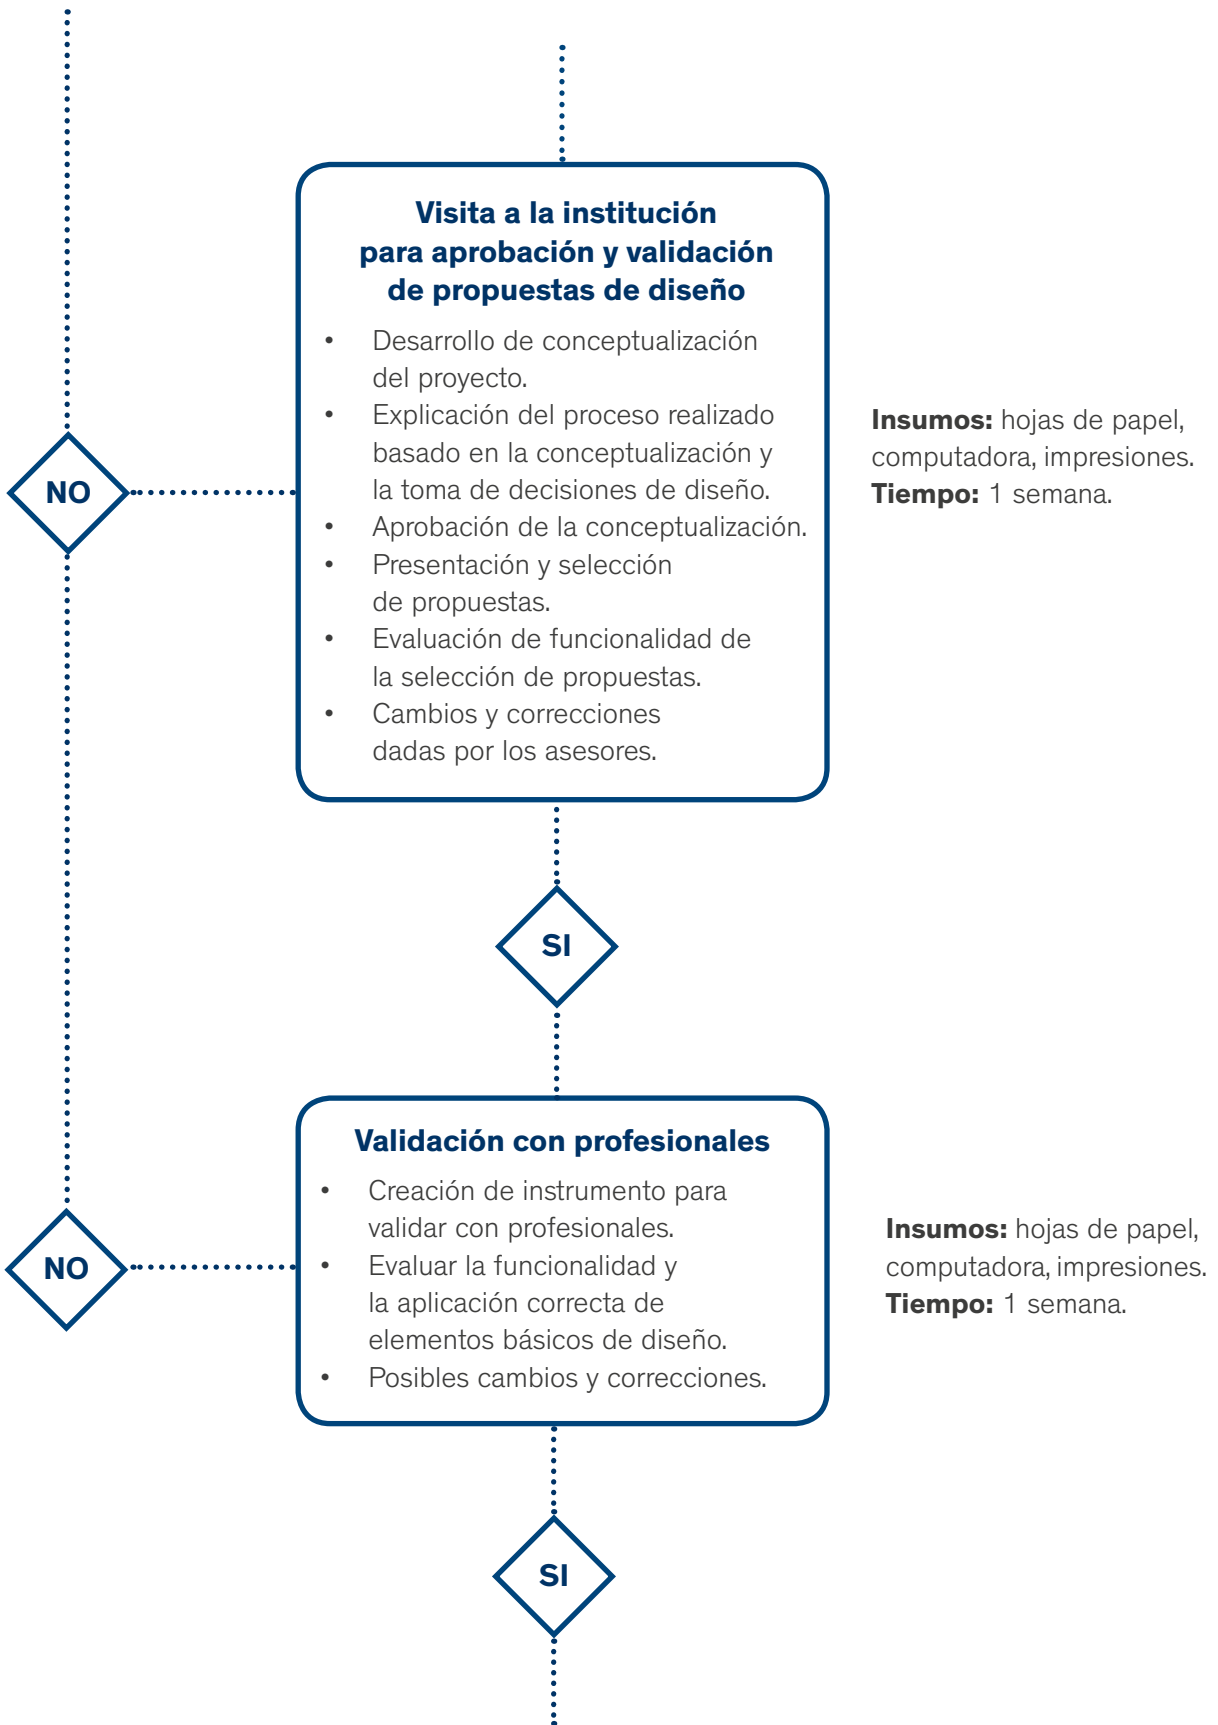 Visita a la institución
para aprobación y validación
de propuestas de diseño
• Desarrollo de conceptualización
del proyecto.
• Explicación del proceso realizado
basado en la conceptualización y
la toma de decisiones de diseño.
• Aprobación de la conceptualización.
• Presentación y selección
de propuestas.
• Evaluación de funcionalidad de
la selección de propuestas.
• Cambios y correcciones
dadas por los asesores.
NO
Insumos: hojas de papel,
computadora, impresiones.
Tiempo: 1 semana.
SI
Validación con profesionales
• Creación de instrumento para
validar con profesionales.
• Evaluar la funcionalidad y
la aplicación correcta de
elementos básicos de diseño.
• Posibles cambios y correcciones.
NO
Insumos: hojas de papel,
computadora, impresiones.
Tiempo: 1 semana.
SI